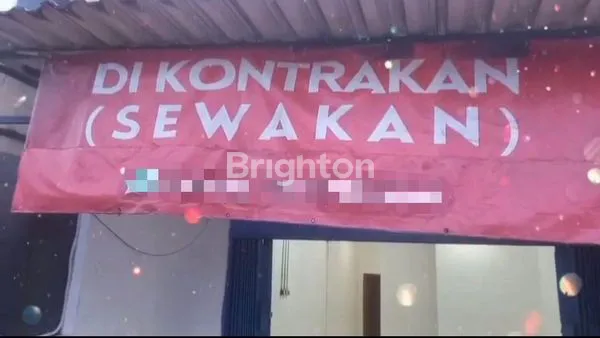 DI KONTRAKAN
(SEWAKAN)
Brighton